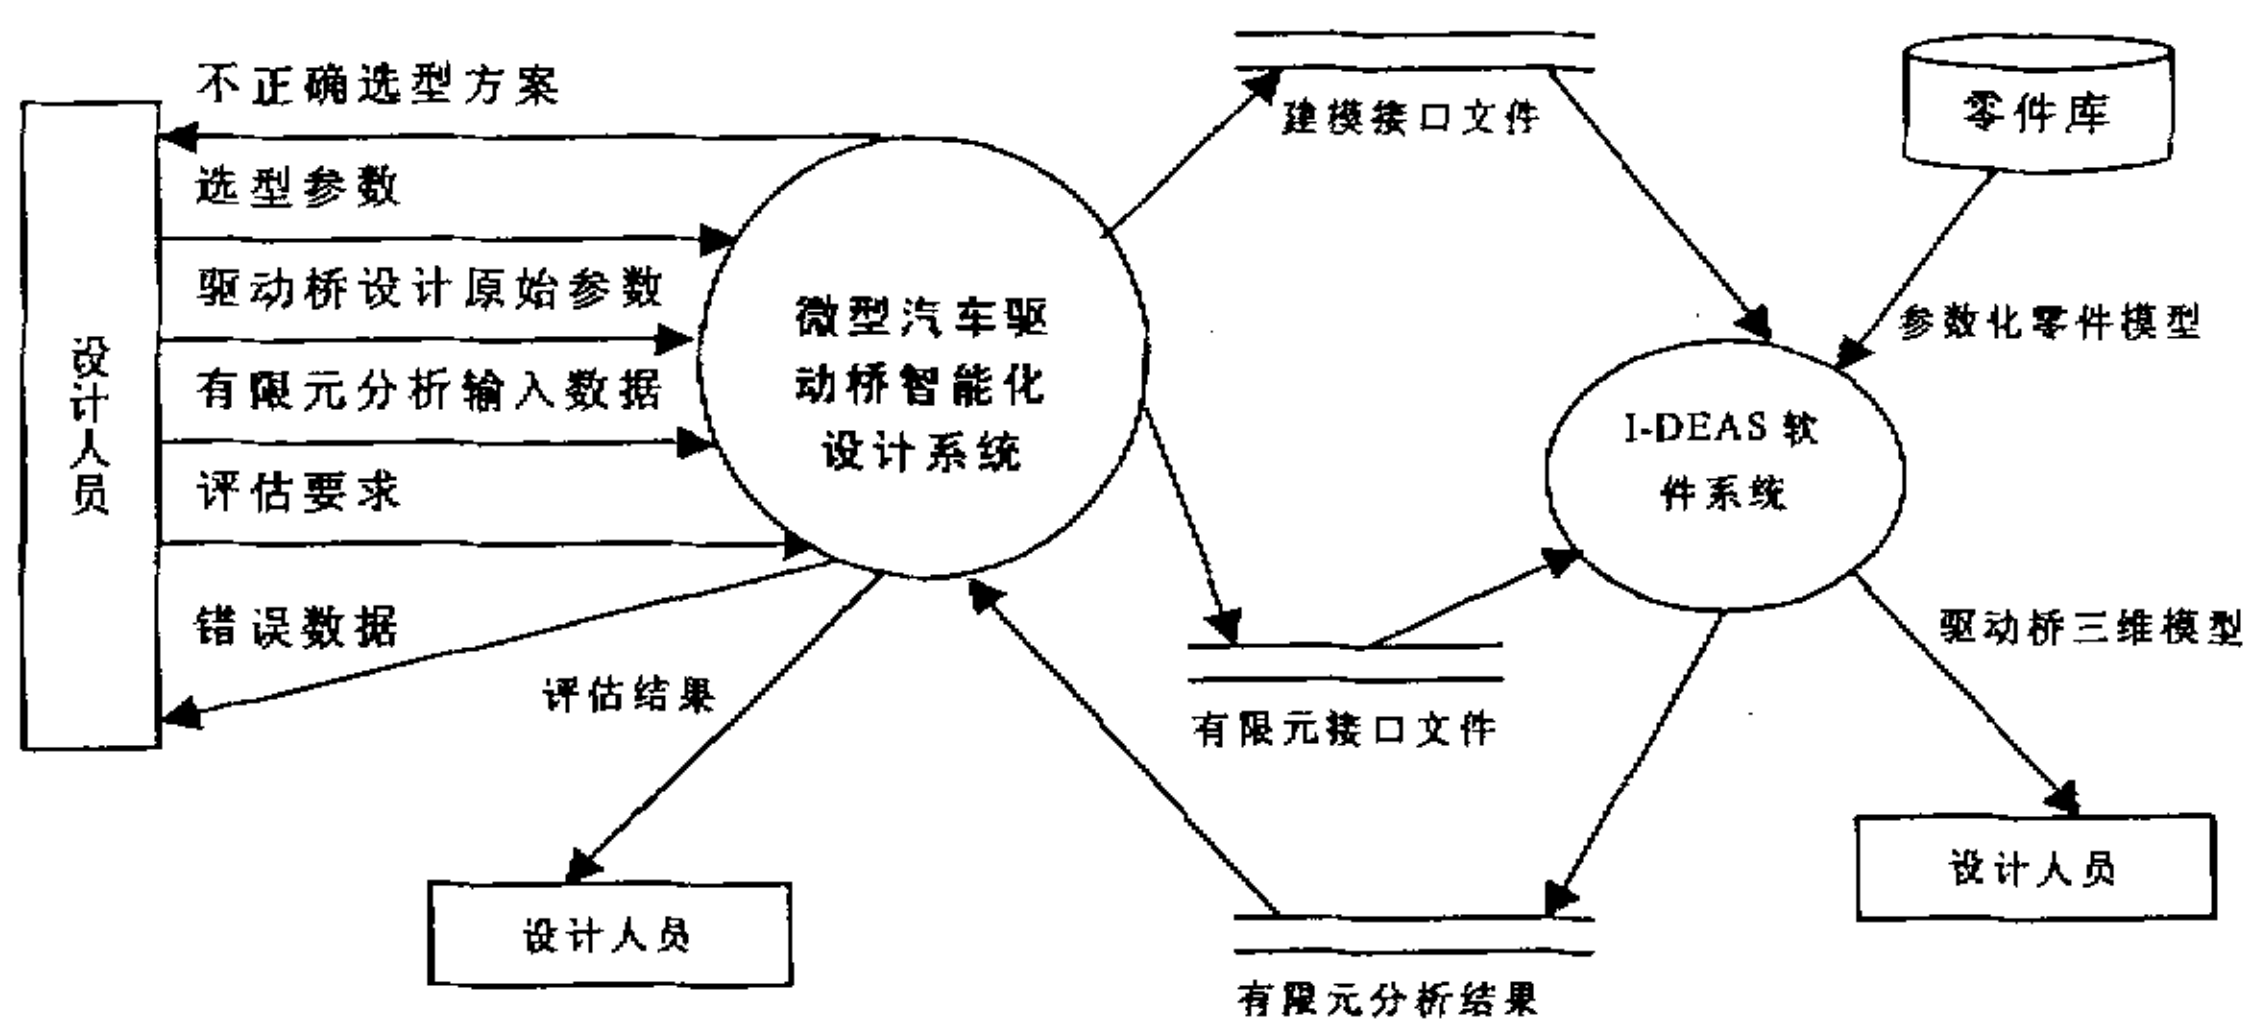 不正确选型方案
选型参数
驱动桥设计原始参数
有限元分析输入数据
评估要求
错误数据
设计人员
微型汽车驱
动桥智能化
设计系统
建模接口文件
零件库
参数化零件模型
I-DEAS 软
件系统
驱动桥三维模型
评估结果
有限元接口文件
设计人员
设计人员
有限元分析结果